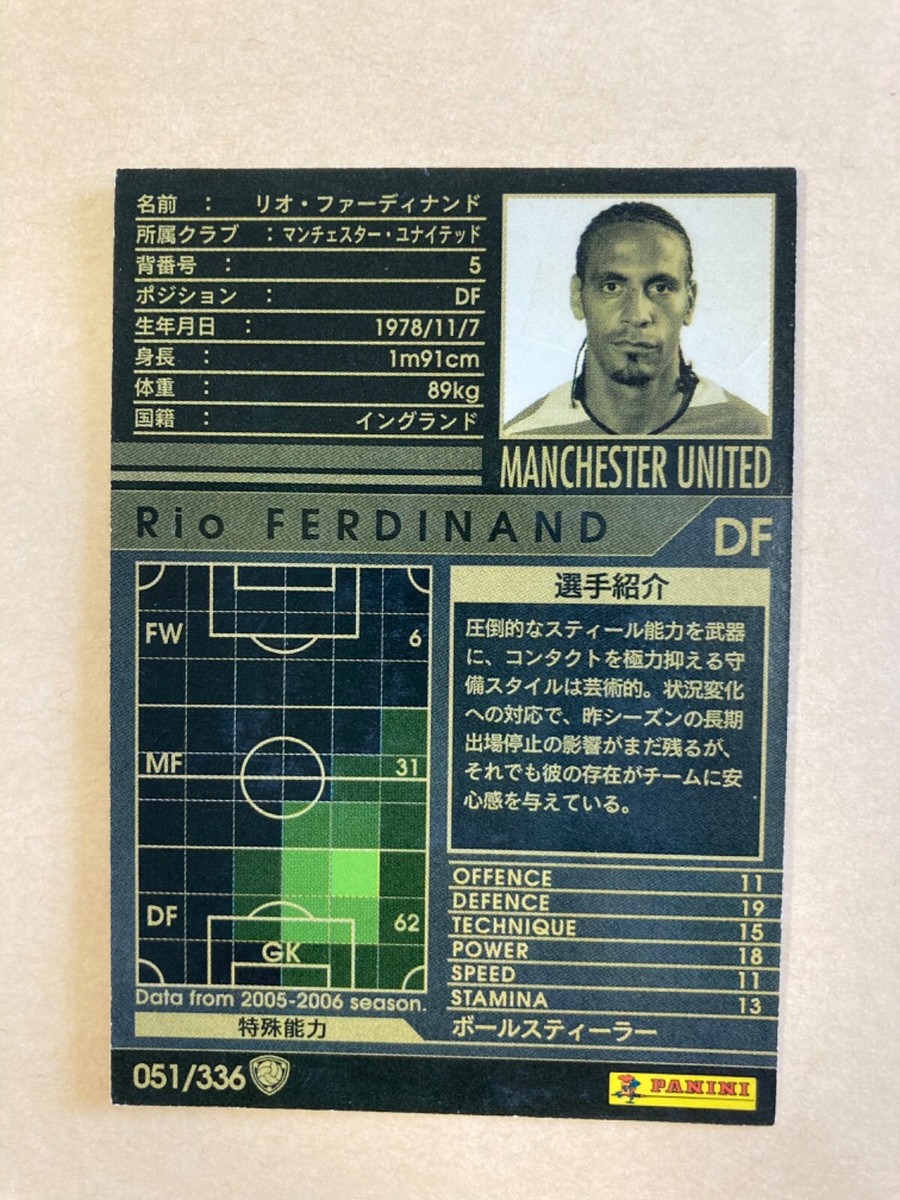 名前 : リオ・ファーディナンド
所属クラブ : マンチェスター・ユナイテッド
背番号 : 5
ポジション : DF
生年月日 : 1978/11/7
身長 : 1m91cm
体重 : 89kg
国籍 : イングランド
MANCHESTER UNITED
Rio FERDINAND
DF
FW 6
MF 31
DF 62
GK
Data from 2005-2006 season.
選手紹介
圧倒的なスティール能力を武器
に、コンタクトを極力抑える守
備スタイルは芸術的。状況変化
への対応で、昨シーズンの長期
出場停止の影響がまだ残るが、
それでも彼の存在がチームに安
心感を与えている。
OFFENCE 11
DEFENCE 19
TECHNIQUE 15
POWER 18
SPEED 11
STAMINA 13
特殊能力 ボールスティーラー
051/336
PANINI